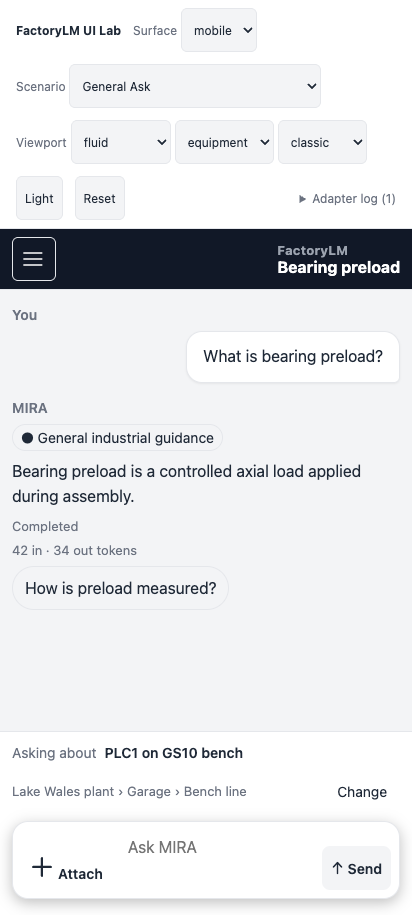 FactoryLM UI Lab Surface mobile
Scenario General Ask
Viewport fluid equipment classic
Light Reset ▶ Adapter log (1)
FactoryLM
Bearing preload
You
What is bearing preload?
MIRA
● General industrial guidance
Bearing preload is a controlled axial load applied
during assembly.
Completed
42 in · 34 out tokens
How is preload measured?
Asking about PLC1 on GS10 bench
Lake Wales plant › Garage › Bench line Change
Ask MIRA
+ Attach ↑ Send